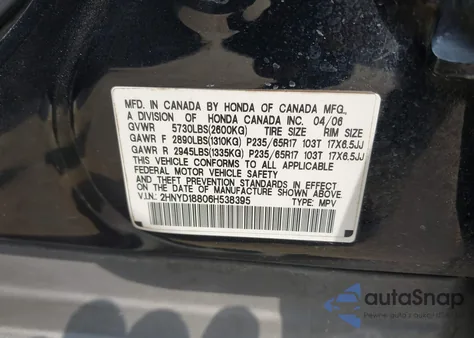 MFD. IN CANADA BY HONDA OF CANADA MFG.,
A DIVISION OF HONDA CANADA INC. 04/06
GVWR 5730LBS(2600KG) TIRE SIZE RIM SIZE
GAWR F 2890LBS(1310KG) P235/65R17 103T 17X6.5JJ
GAWR R 2945LBS(1335KG) P235/65R17 103T 17X6.5JJ
THIS VEHICLE CONFORMS TO ALL APPLICABLE
FEDERAL MOTOR VEHICLE SAFETY
AND THEFT PREVENTION STANDARDS IN EFFECT
ON THE DATE OF MANUFACTURE SHOWN ABOVE.
V.I.N.: 2HNYD18806H538395 TYPE: MPV
autoSnap
www.autosnap.com